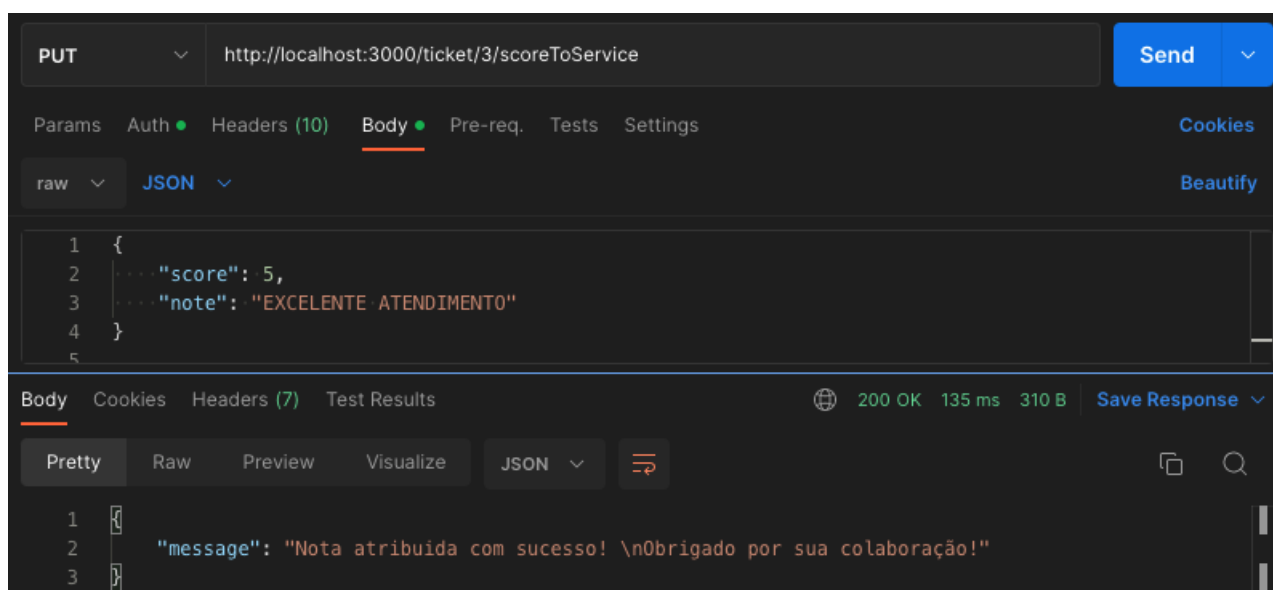 PUT http://localhost:3000/ticket/3/scoreToService Send
Params Auth Headers (10) Body Pre-req. Tests Settings Cookies
raw JSON Beautify
1 {
2 "score": 5,
3 "note": "EXCELENTE ATENDIMENTO"
4 }
5
Body Cookies Headers (7) Test Results 200 OK 135 ms 310 B Save Response
Pretty Raw Preview Visualize JSON
1 {
2 "message": "Nota atribuida com sucesso! \nObrigado por sua colaboração!"
3 }